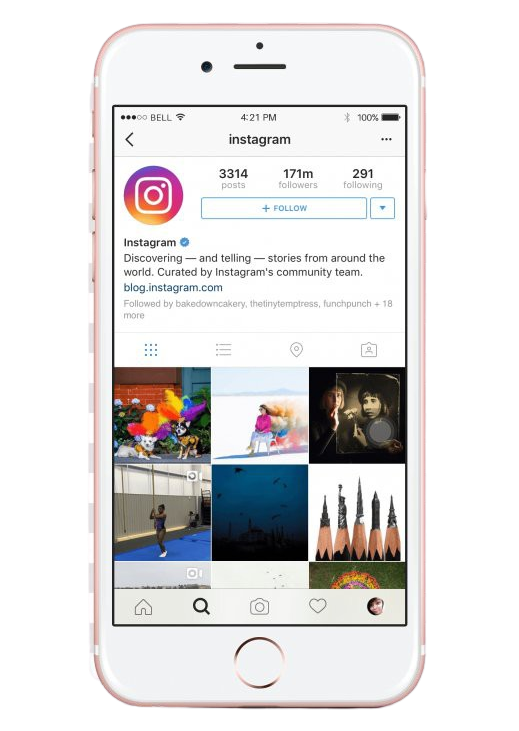 BELL 4:21 PM 100%
instagram
3314 171m 291
posts followers following
+ FOLLOW
Instagram
Discovering — and telling — stories from around the
world. Curated by Instagram's community team.
blog.instagram.com
Followed by bakedowncakery, thetinytemptress, funchpunch + 18
more